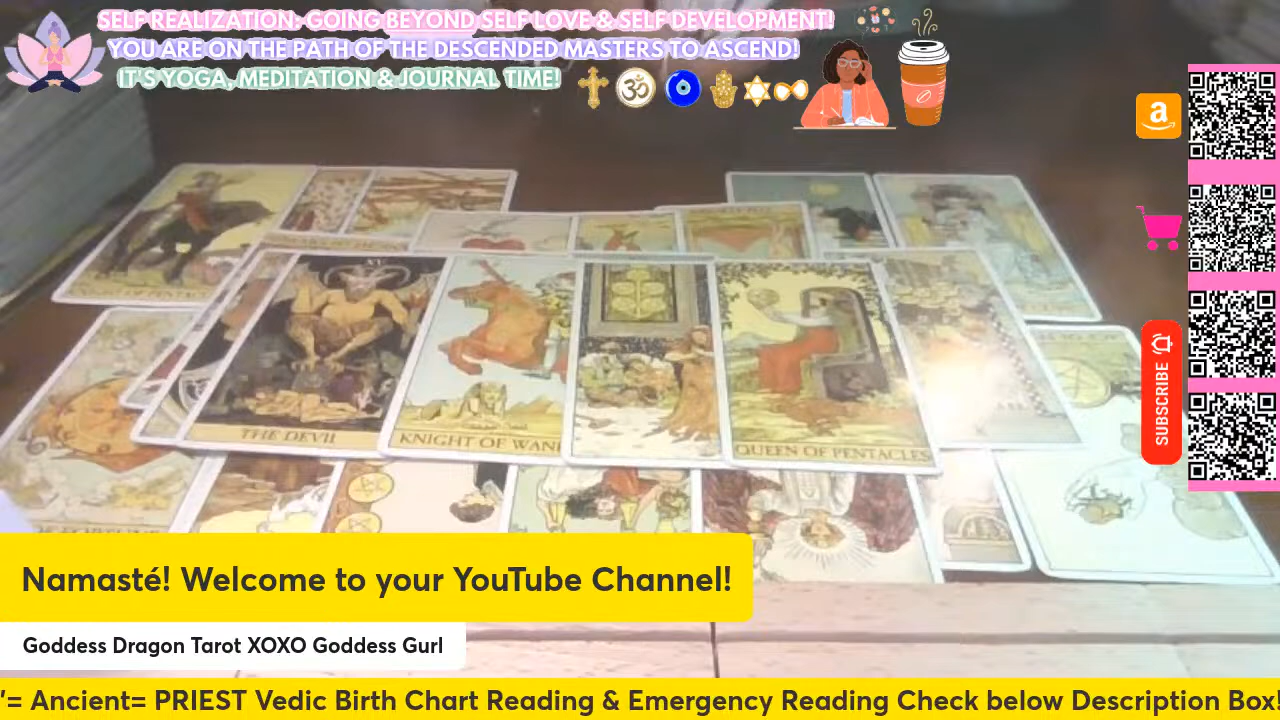 SELF REALIZATION: GOING BEYOND SELF LOVE & SELF DEVELOPMENT!
YOU ARE ON THE PATH OF THE DESCENDED MASTERS TO ASCEND!
IT'S YOGA, MEDITATION & JOURNAL TIME!
a
SUBSCRIBE
XV
THE DEVIL
KNIGHT OF WAN
QUEEN OF PENTACLES
Namasté! Welcome to your YouTube Channel!
Goddess Dragon Tarot XOXO Goddess Gurl
'= Ancient= PRIEST Vedic Birth Chart Reading & Emergency Reading Check below Description Box!